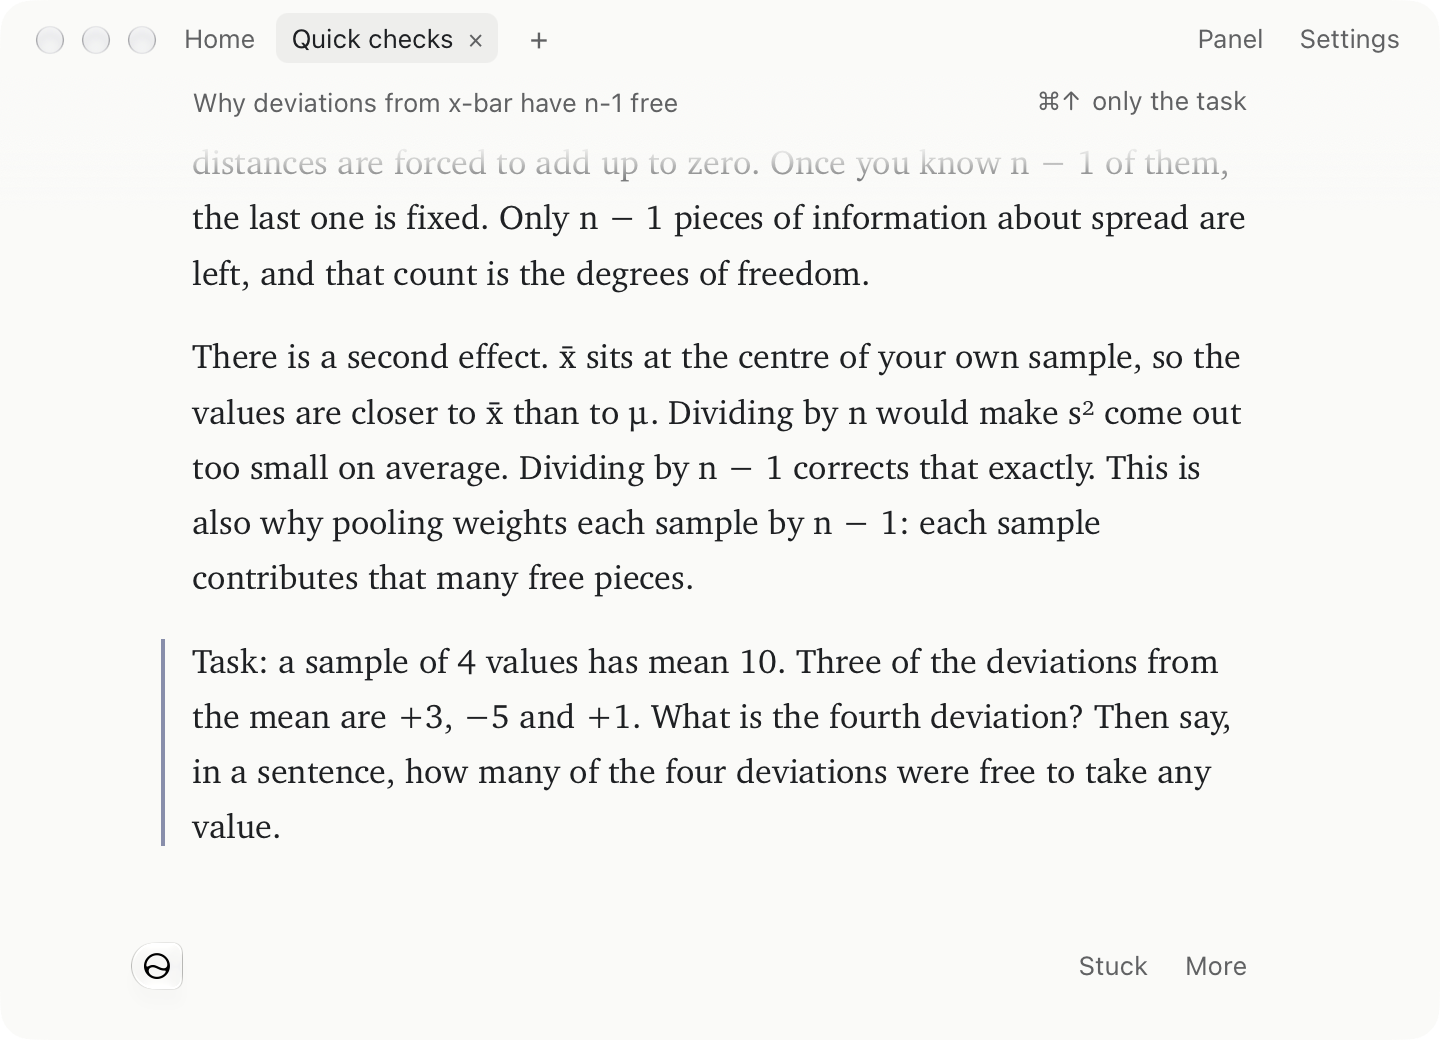 Home
Quick checks ×
+
Panel
Settings
Why deviations from x-bar have n-1 free
⌘↑ only the task
distances are forced to add up to zero. Once you know n − 1 of them,
the last one is fixed. Only n − 1 pieces of information about spread are
left, and that count is the degrees of freedom.
There is a second effect. x̄ sits at the centre of your own sample, so the
values are closer to x̄ than to μ. Dividing by n would make s² come out
too small on average. Dividing by n − 1 corrects that exactly. This is
also why pooling weights each sample by n − 1: each sample
contributes that many free pieces.
Task: a sample of 4 values has mean 10. Three of the deviations from
the mean are +3, −5 and +1. What is the fourth deviation? Then say,
in a sentence, how many of the four deviations were free to take any
value.
Stuck
More